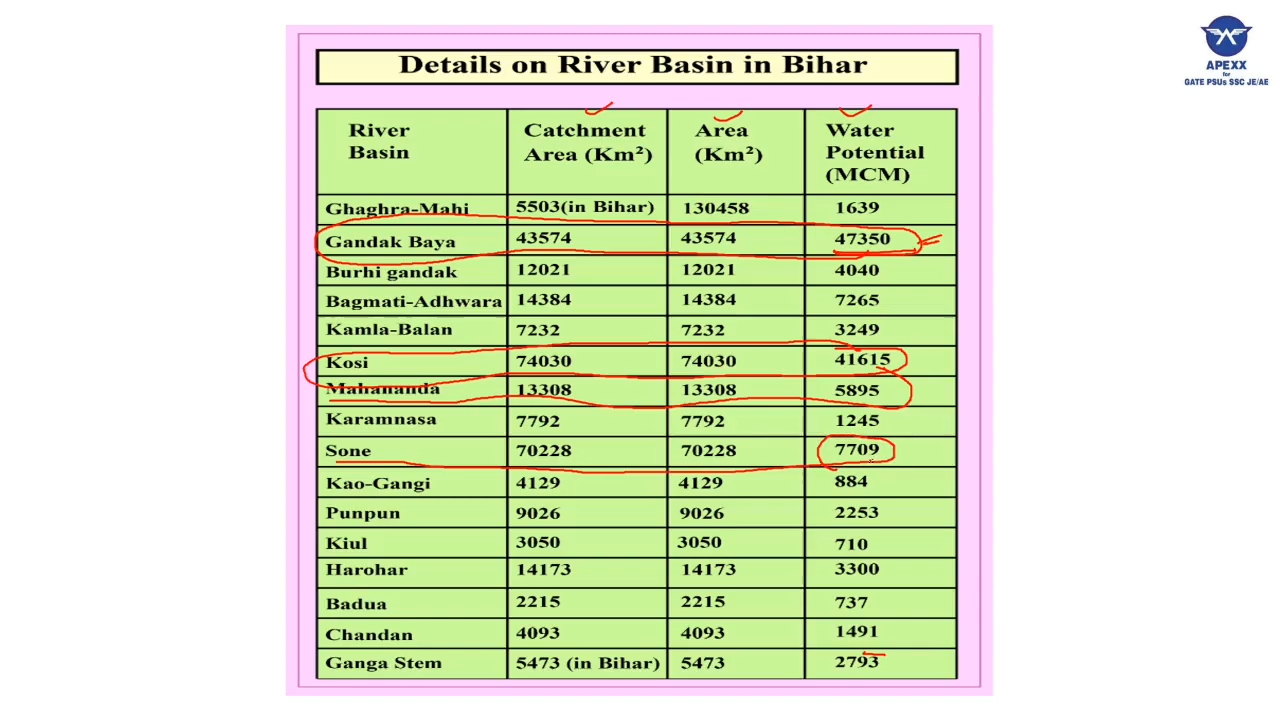 Details on River Basin in Bihar
APEXX
for
GATE PSUs SSC JE/AE
River Basin | Catchment Area (Km²) | Area (Km²) | Water Potential (MCM)
Ghaghra-Mahi | 5503(in Bihar) | 130458 | 1639
Gandak Baya | 43574 | 43574 | 47350
Burhi gandak | 12021 | 12021 | 4040
Bagmati-Adhwara | 14384 | 14384 | 7265
Kamla-Balan | 7232 | 7232 | 3249
Kosi | 74030 | 74030 | 41615
Mahananda | 13308 | 13308 | 5895
Karamnasa | 7792 | 7792 | 1245
Sone | 70228 | 70228 | 7709
Kao-Gangi | 4129 | 4129 | 884
Punpun | 9026 | 9026 | 2253
Kiul | 3050 | 3050 | 710
Harohar | 14173 | 14173 | 3300
Badua | 2215 | 2215 | 737
Chandan | 4093 | 4093 | 1491
Ganga Stem | 5473 (in Bihar) | 5473 | 2793